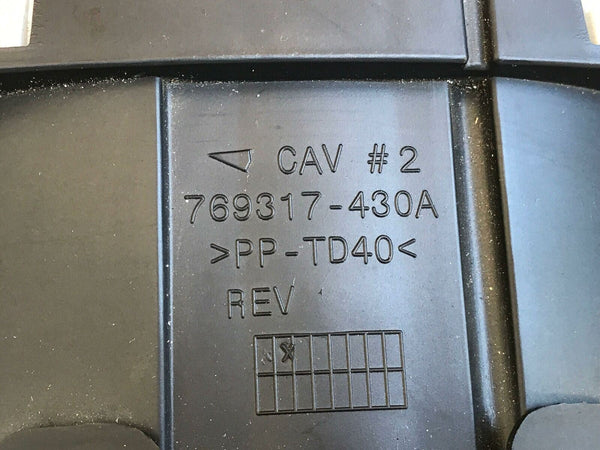 CAV #2
769317-430A
>PP-TD40<
REV
X